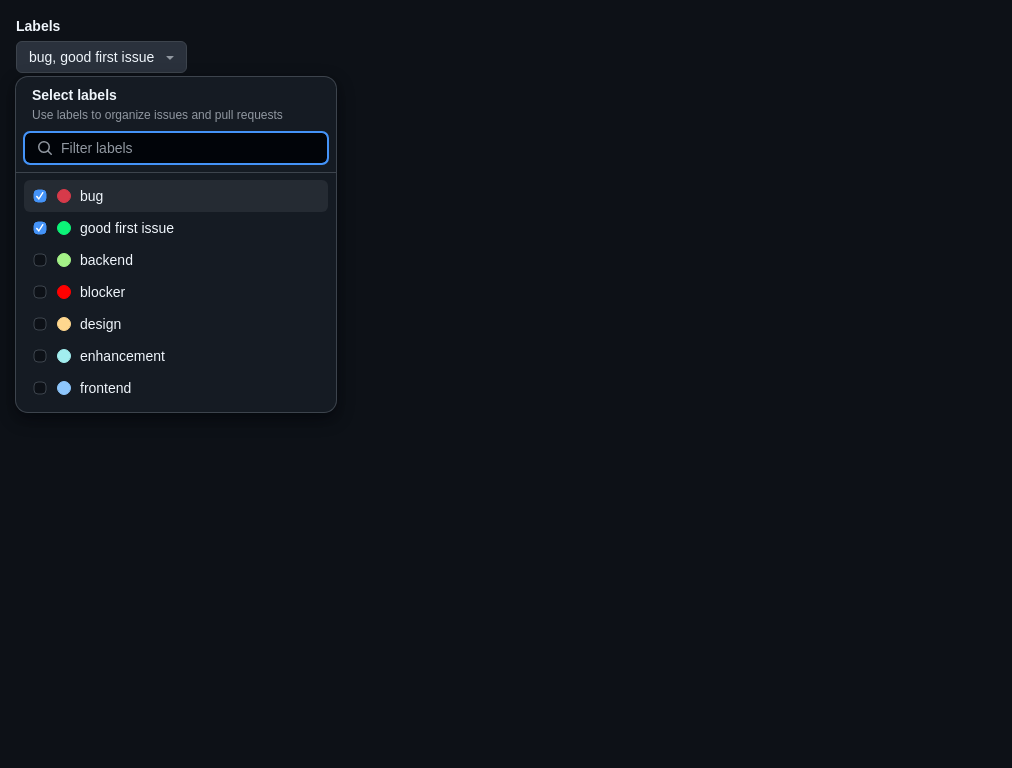 Labels
bug, good first issue
Select labels
Use labels to organize issues and pull requests
Filter labels
bug
good first issue
backend
blocker
design
enhancement
frontend